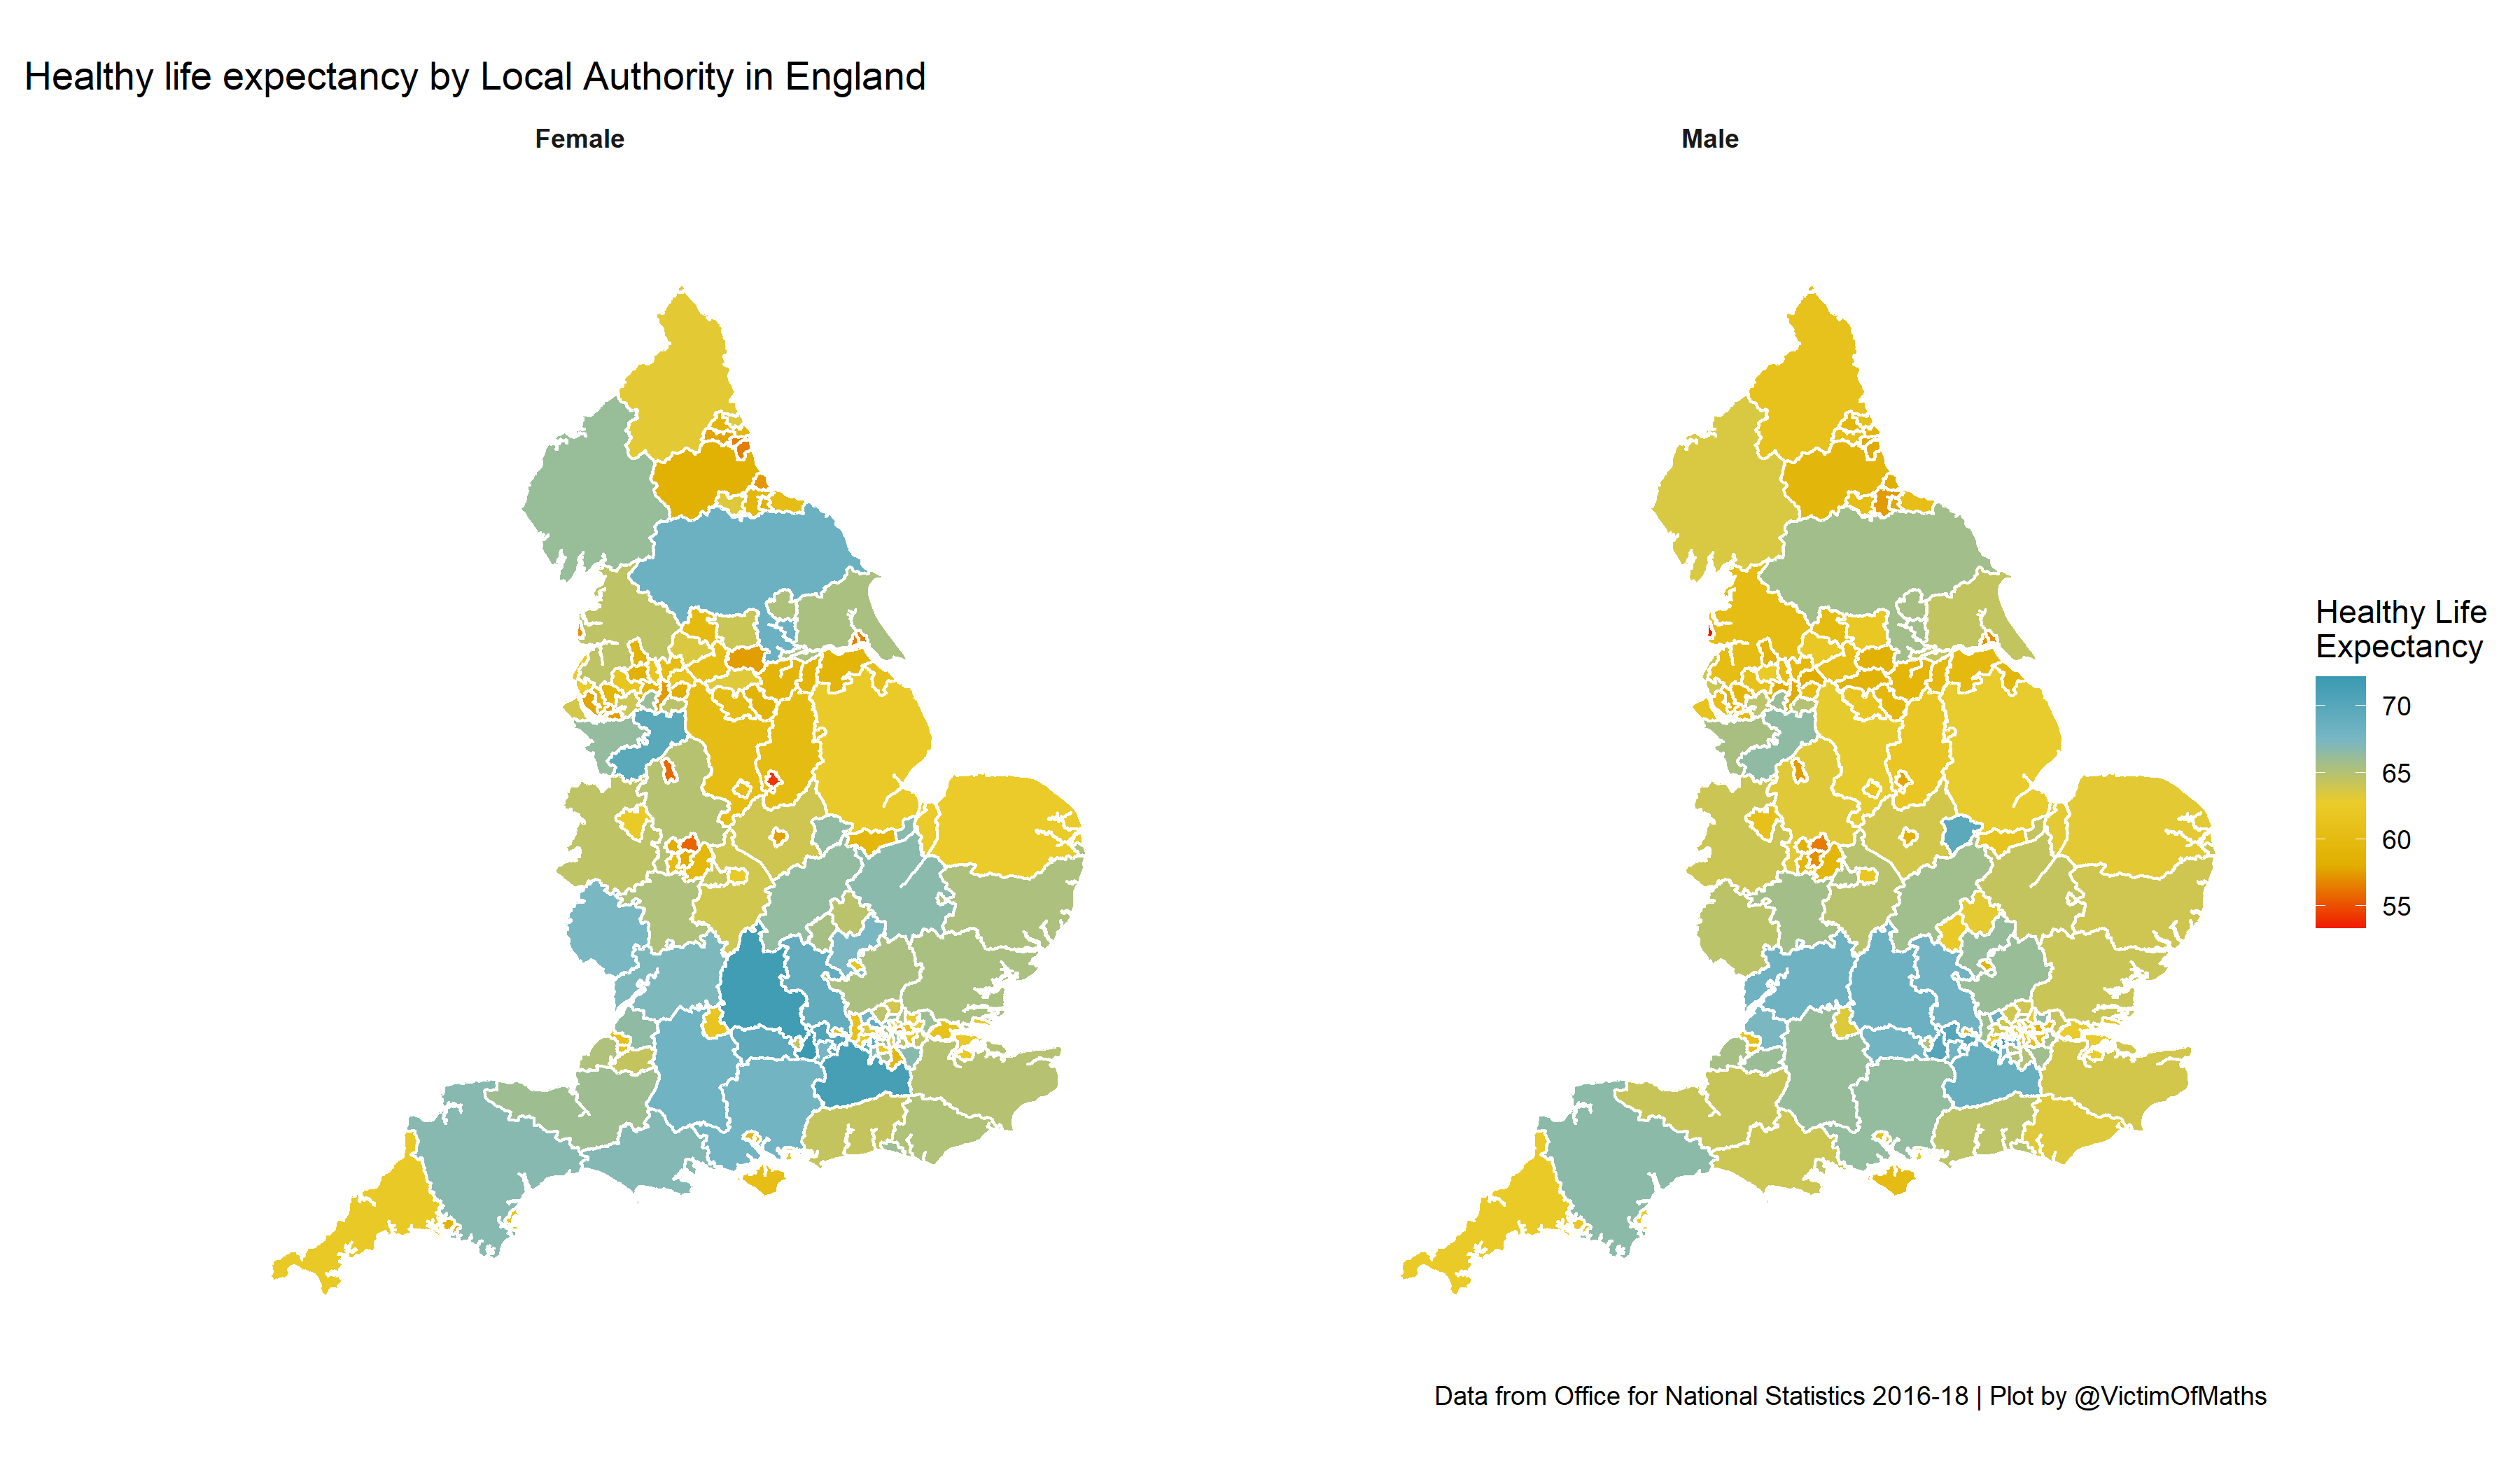 Healthy life expectancy by Local Authority in England
Female
Male
Healthy Life
Expectancy
70
65
60
55
Data from Office for National Statistics 2016-18 | Plot by @VictimOfMaths